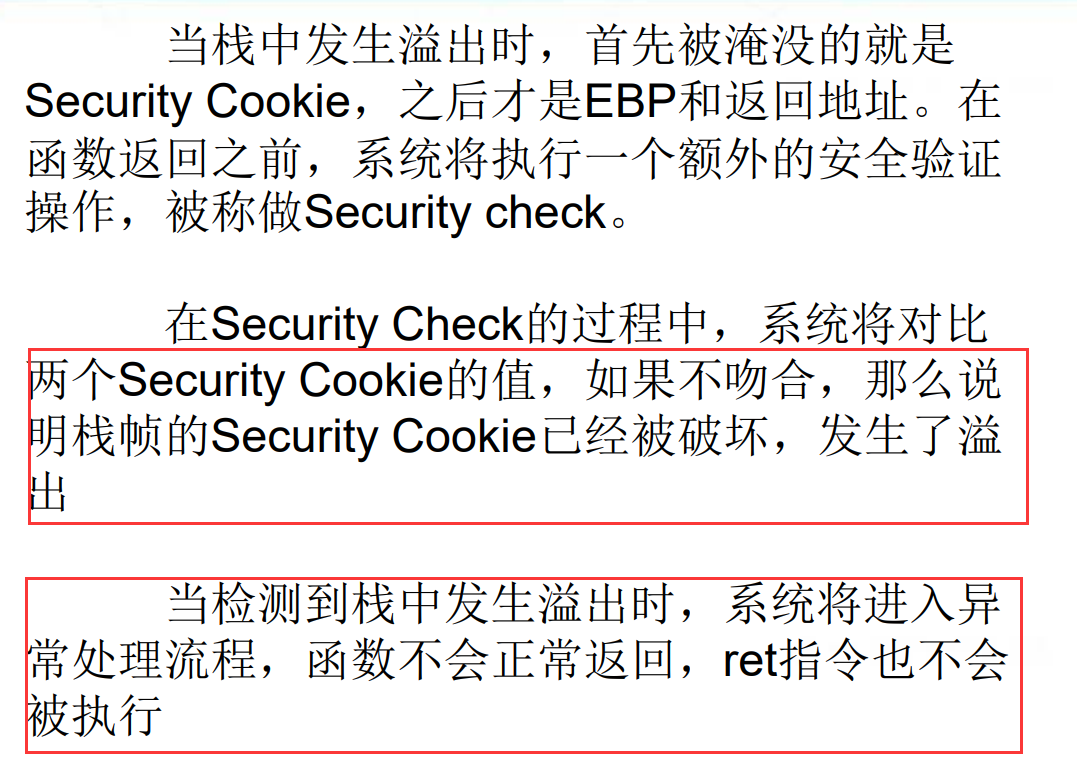 当栈中发生溢出时，首先被淹没的就是
Security Cookie，之后才是EBP和返回地址。在
函数返回之前，系统将执行一个额外的安全验证
操作，被称做Security check。
在Security Check的过程中，系统将对比
两个Security Cookie的值，如果不吻合，那么说
明栈帧的Security Cookie已经被破坏，发生了溢
出
当检测到栈中发生溢出时，系统将进入异
常处理流程，函数不会正常返回，ret指令也不会
被执行